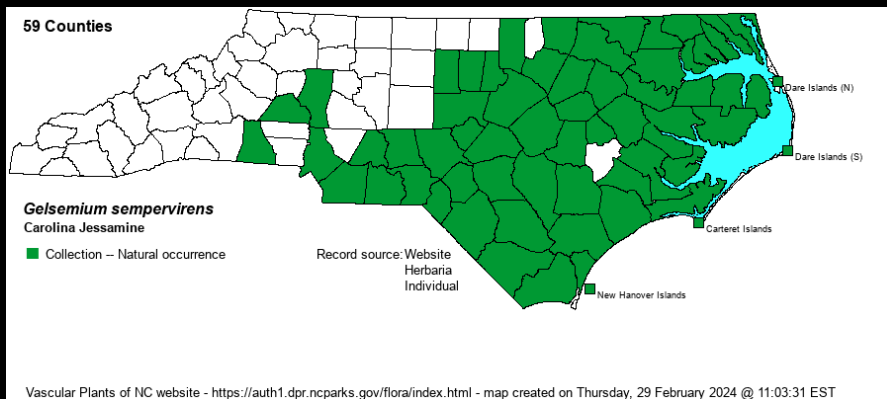 59 Counties
Dare Islands (N)
Dare Islands (S)
Gelsemium sempervirens
Carolina Jessamine
Carteret Islands
Collection -- Natural occurrence
Record source: Website
Herbaria
Individual
New Hanover Islands
Vascular Plants of NC website - https://auth1.dpr.ncparks.gov/flora/index.html - map created on Thursday, 29 February 2024 @ 11:03:31 EST